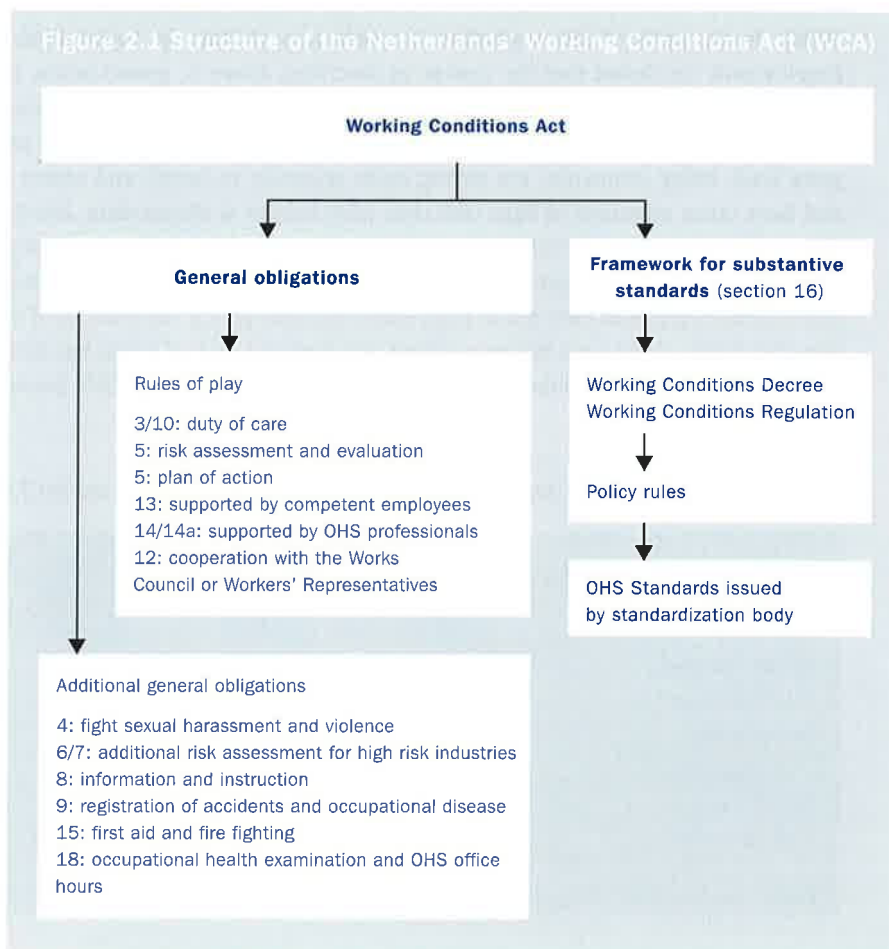 Figure 2.1 Structure of the Netherlands' Working Conditions Act (WCA)
Working Conditions Act
General obligations
Framework for substantive
standards (section 16)
Rules of play
3/10: duty of care
5: risk assessment and evaluation
5: plan of action
13: supported by competent employees
14/14a: supported by OHS professionals
12: cooperation with the Works
Council or Workers' Representatives
Working Conditions Decree
Working Conditions Regulation
Policy rules
OHS Standards issued
by standardization body
Additional general obligations
4: fight sexual harassment and violence
6/7: additional risk assessment for high risk industries
8: information and instruction
9: registration of accidents and occupational disease
15: first aid and fire fighting
18: occupational health examination and OHS office
hours